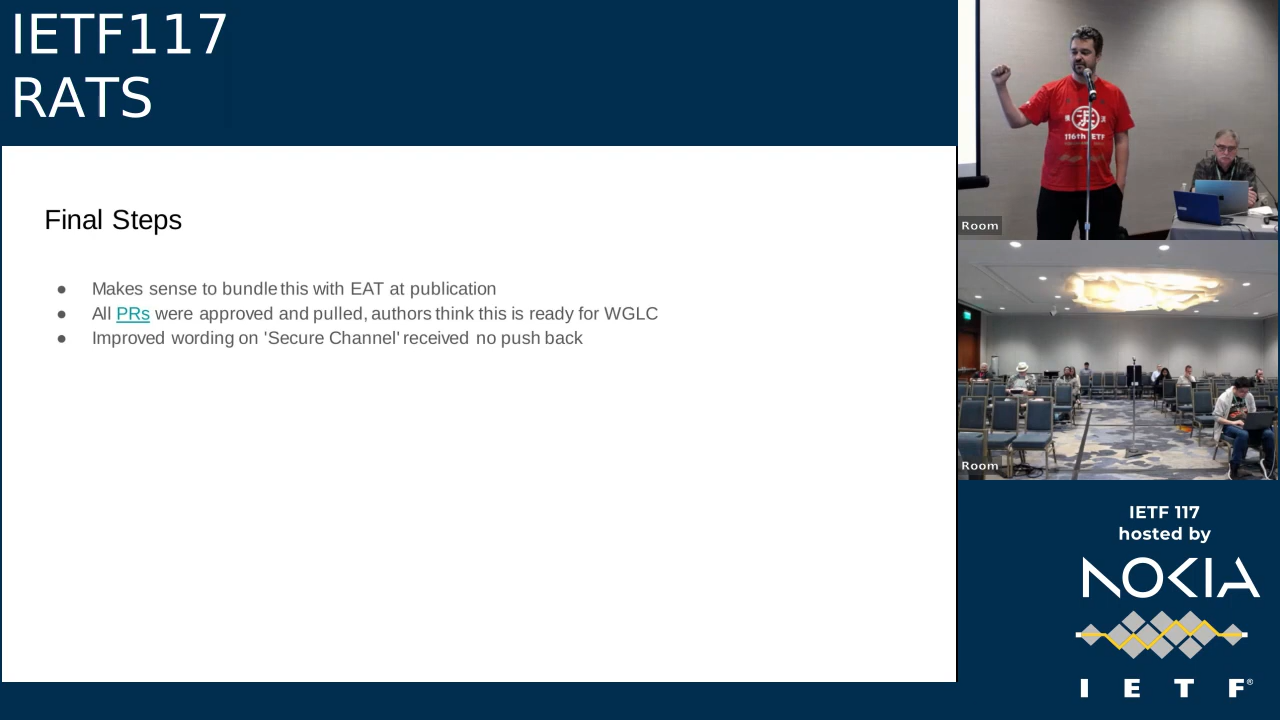 IETF117
RATS
Final Steps
● Makes sense to bundle this with EAT at publication
● All PRs were approved and pulled, authors think this is ready for WGLC
● Improved wording on 'Secure Channel' received no push back
116th IETF
Room
Room
IETF 117
hosted by
NOKIA
I E T F®